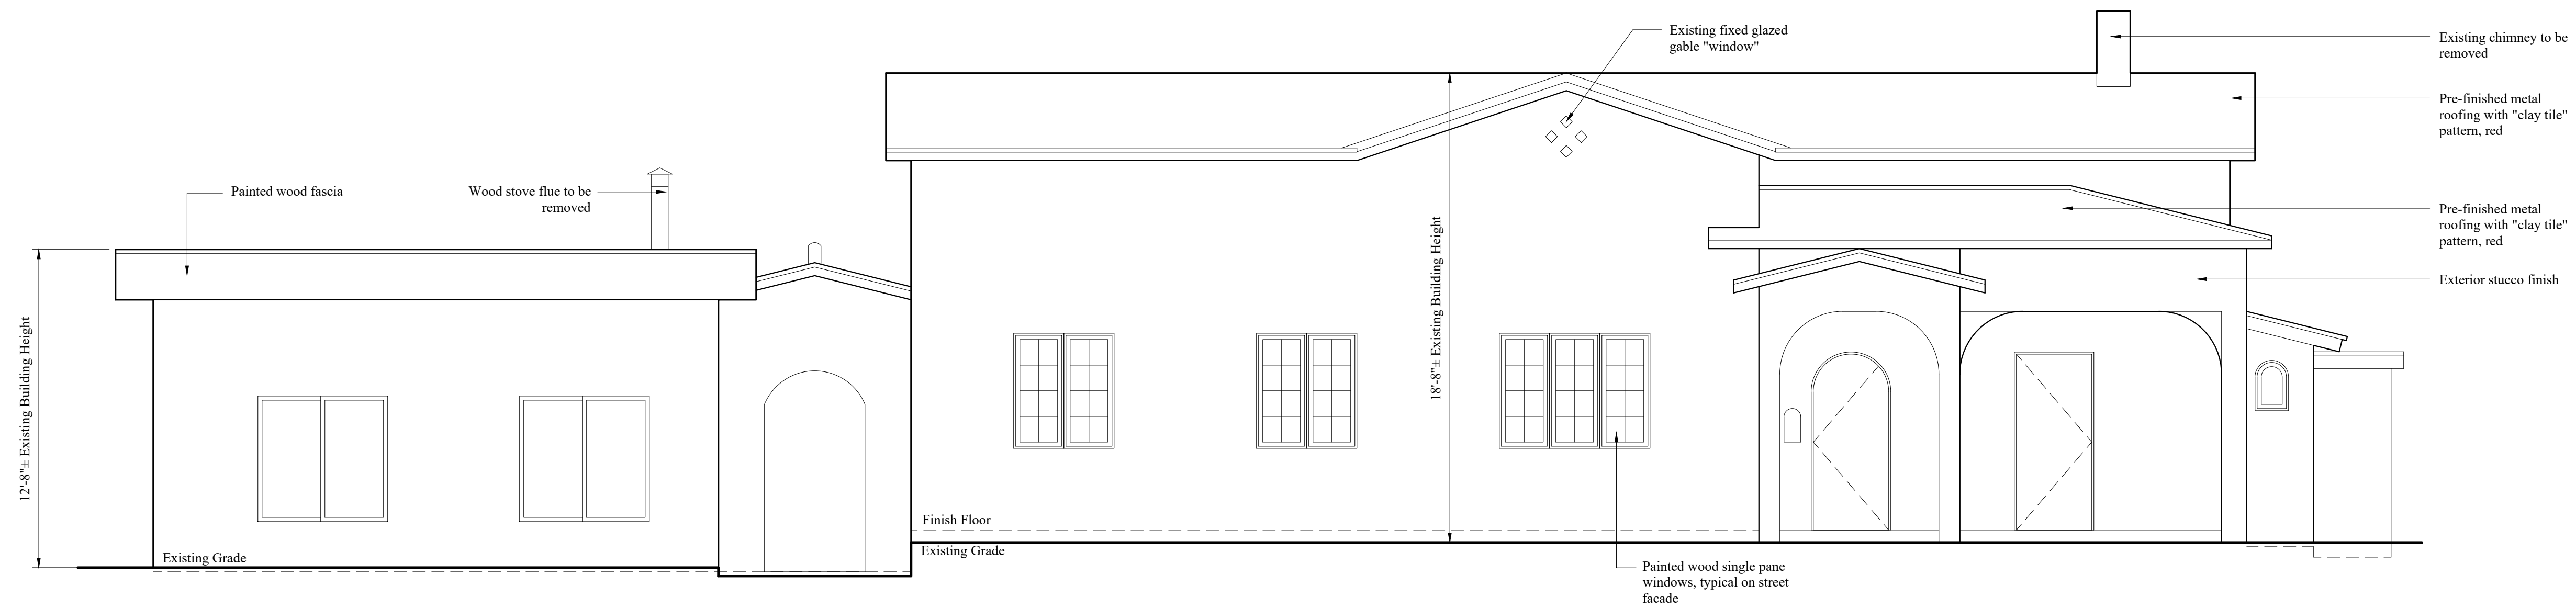 Existing fixed glazed
gable "window"
Existing chimney to be
removed
Pre-finished metal
roofing with "clay tile"
pattern, red
Painted wood fascia
Wood stove flue to be
removed
Pre-finished metal
roofing with "clay tile"
pattern, red
Exterior stucco finish
12'-8"± Existing Building Height
18'-8"± Existing Building Height
Finish Floor
Existing Grade
Existing Grade
Painted wood single pane
windows, typical on street
facade